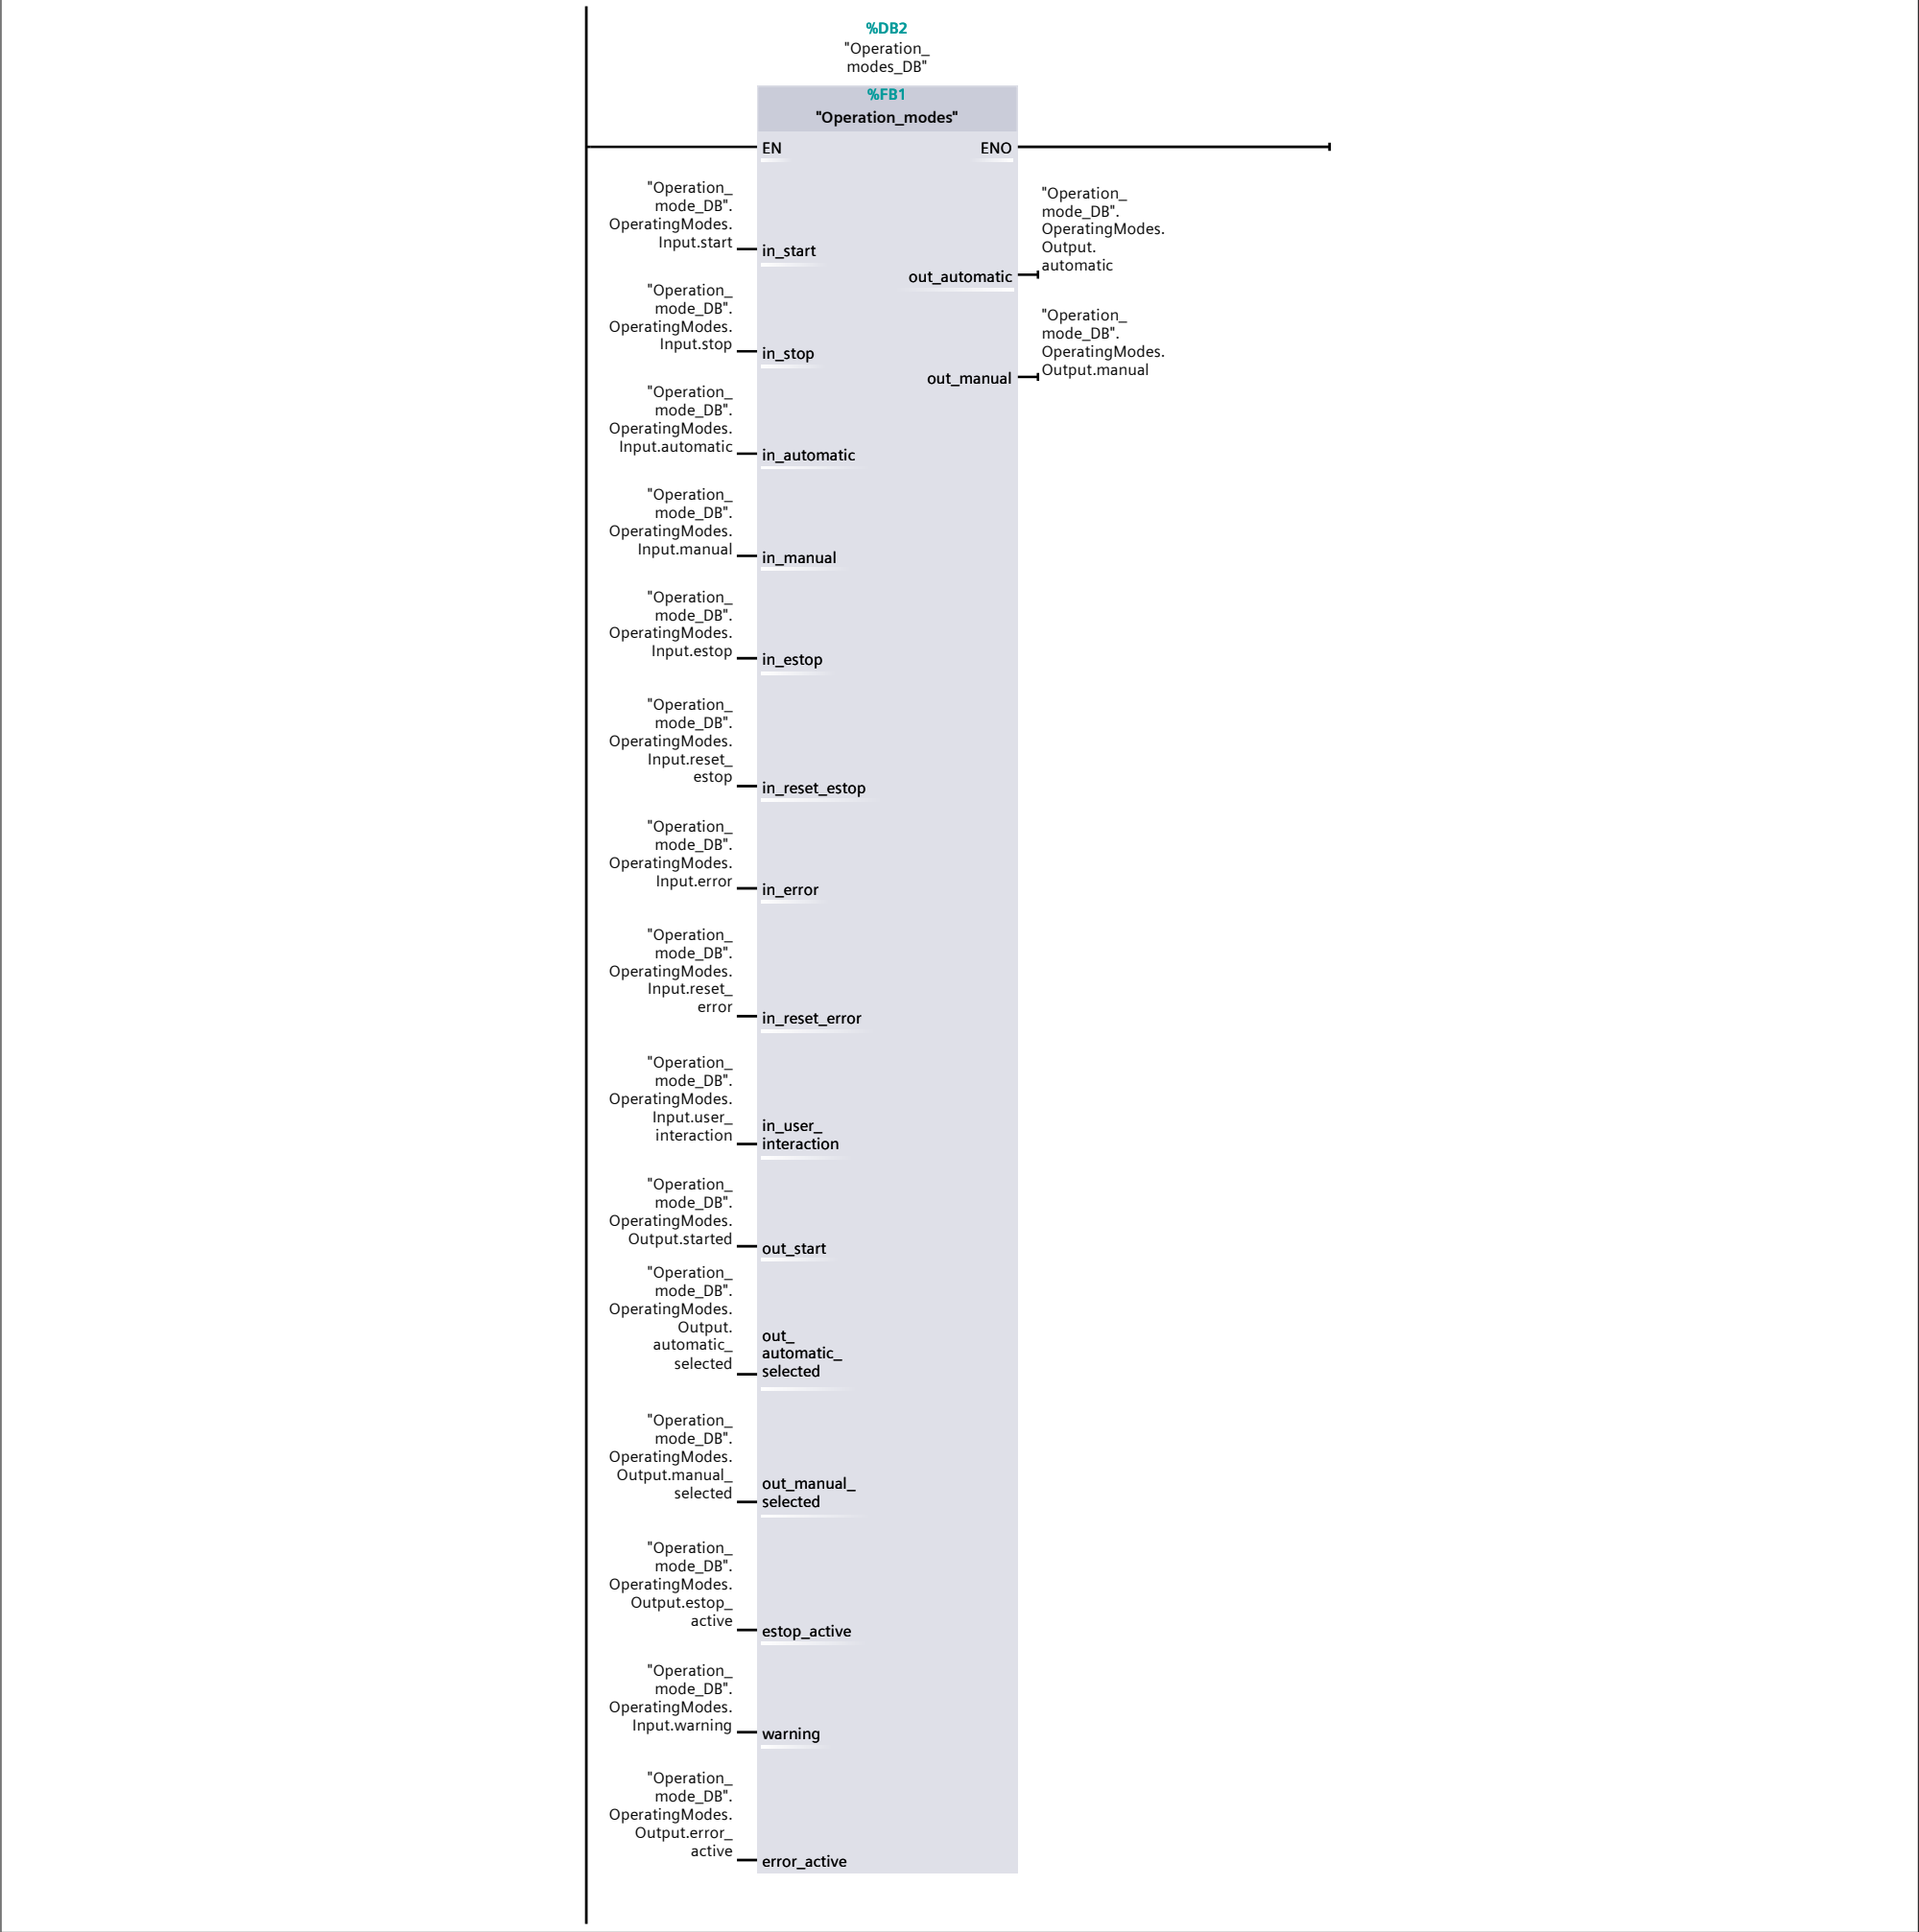 %DB2
"Operation_
modes_DB"
%FB1
"Operation_modes"
EN
ENO
"Operation_
mode_DB".
OperatingModes.
Input.start
in_start
"Operation_
mode_DB".
OperatingModes.
Output.
automatic
out_automatic
"Operation_
mode_DB".
OperatingModes.
Input.stop
in_stop
"Operation_
mode_DB".
OperatingModes.
Output.manual
out_manual
"Operation_
mode_DB".
OperatingModes.
Input.automatic
in_automatic
"Operation_
mode_DB".
OperatingModes.
Input.manual
in_manual
"Operation_
mode_DB".
OperatingModes.
Input.estop
in_estop
"Operation_
mode_DB".
OperatingModes.
Input.reset_
estop
in_reset_estop
"Operation_
mode_DB".
OperatingModes.
Input.error
in_error
"Operation_
mode_DB".
OperatingModes.
Input.reset_
error
in_reset_error
"Operation_
mode_DB".
OperatingModes.
Input.user_
interaction
in_user_
interaction
"Operation_
mode_DB".
OperatingModes.
Output.started
out_start
"Operation_
mode_DB".
OperatingModes.
Output.
automatic_
selected
out_
automatic_
selected
"Operation_
mode_DB".
OperatingModes.
Output.manual_
selected
out_manual_
selected
"Operation_
mode_DB".
OperatingModes.
Output.estop_
active
estop_active
"Operation_
mode_DB".
OperatingModes.
Input.warning
warning
"Operation_
mode_DB".
OperatingModes.
Output.error_
active
error_active